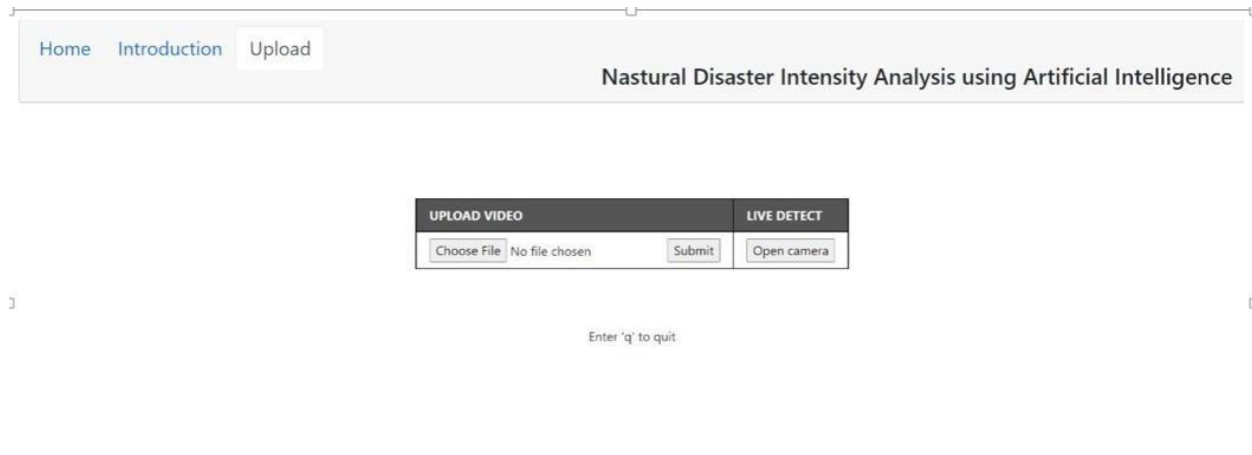 Home Introduction Upload
Nastural Disaster Intensity Analysis using Artificial Intelligence
UPLOAD VIDEO LIVE DETECT
Choose File No file chosen Submit Open camera
Enter 'q' to quit